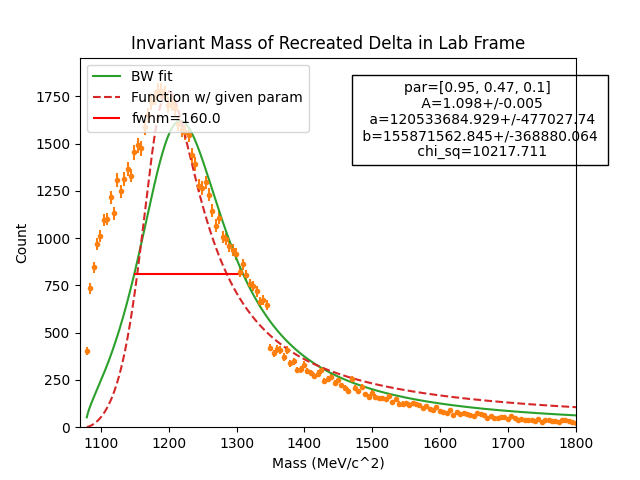 Invariant Mass of Recreated Delta in Lab Frame
BW fit
Function w/ given param
fwhm=160.0
par=[0.95, 0.47, 0.1]
A=1.098+/-0.005
a=120533684.929+/-477027.74
b=155871562.845+/-368880.064
chi_sq=10217.711
Count
1750
1500
1250
1000
750
500
250
0
1100 1200 1300 1400 1500 1600 1700 1800
Mass (MeV/c^2)